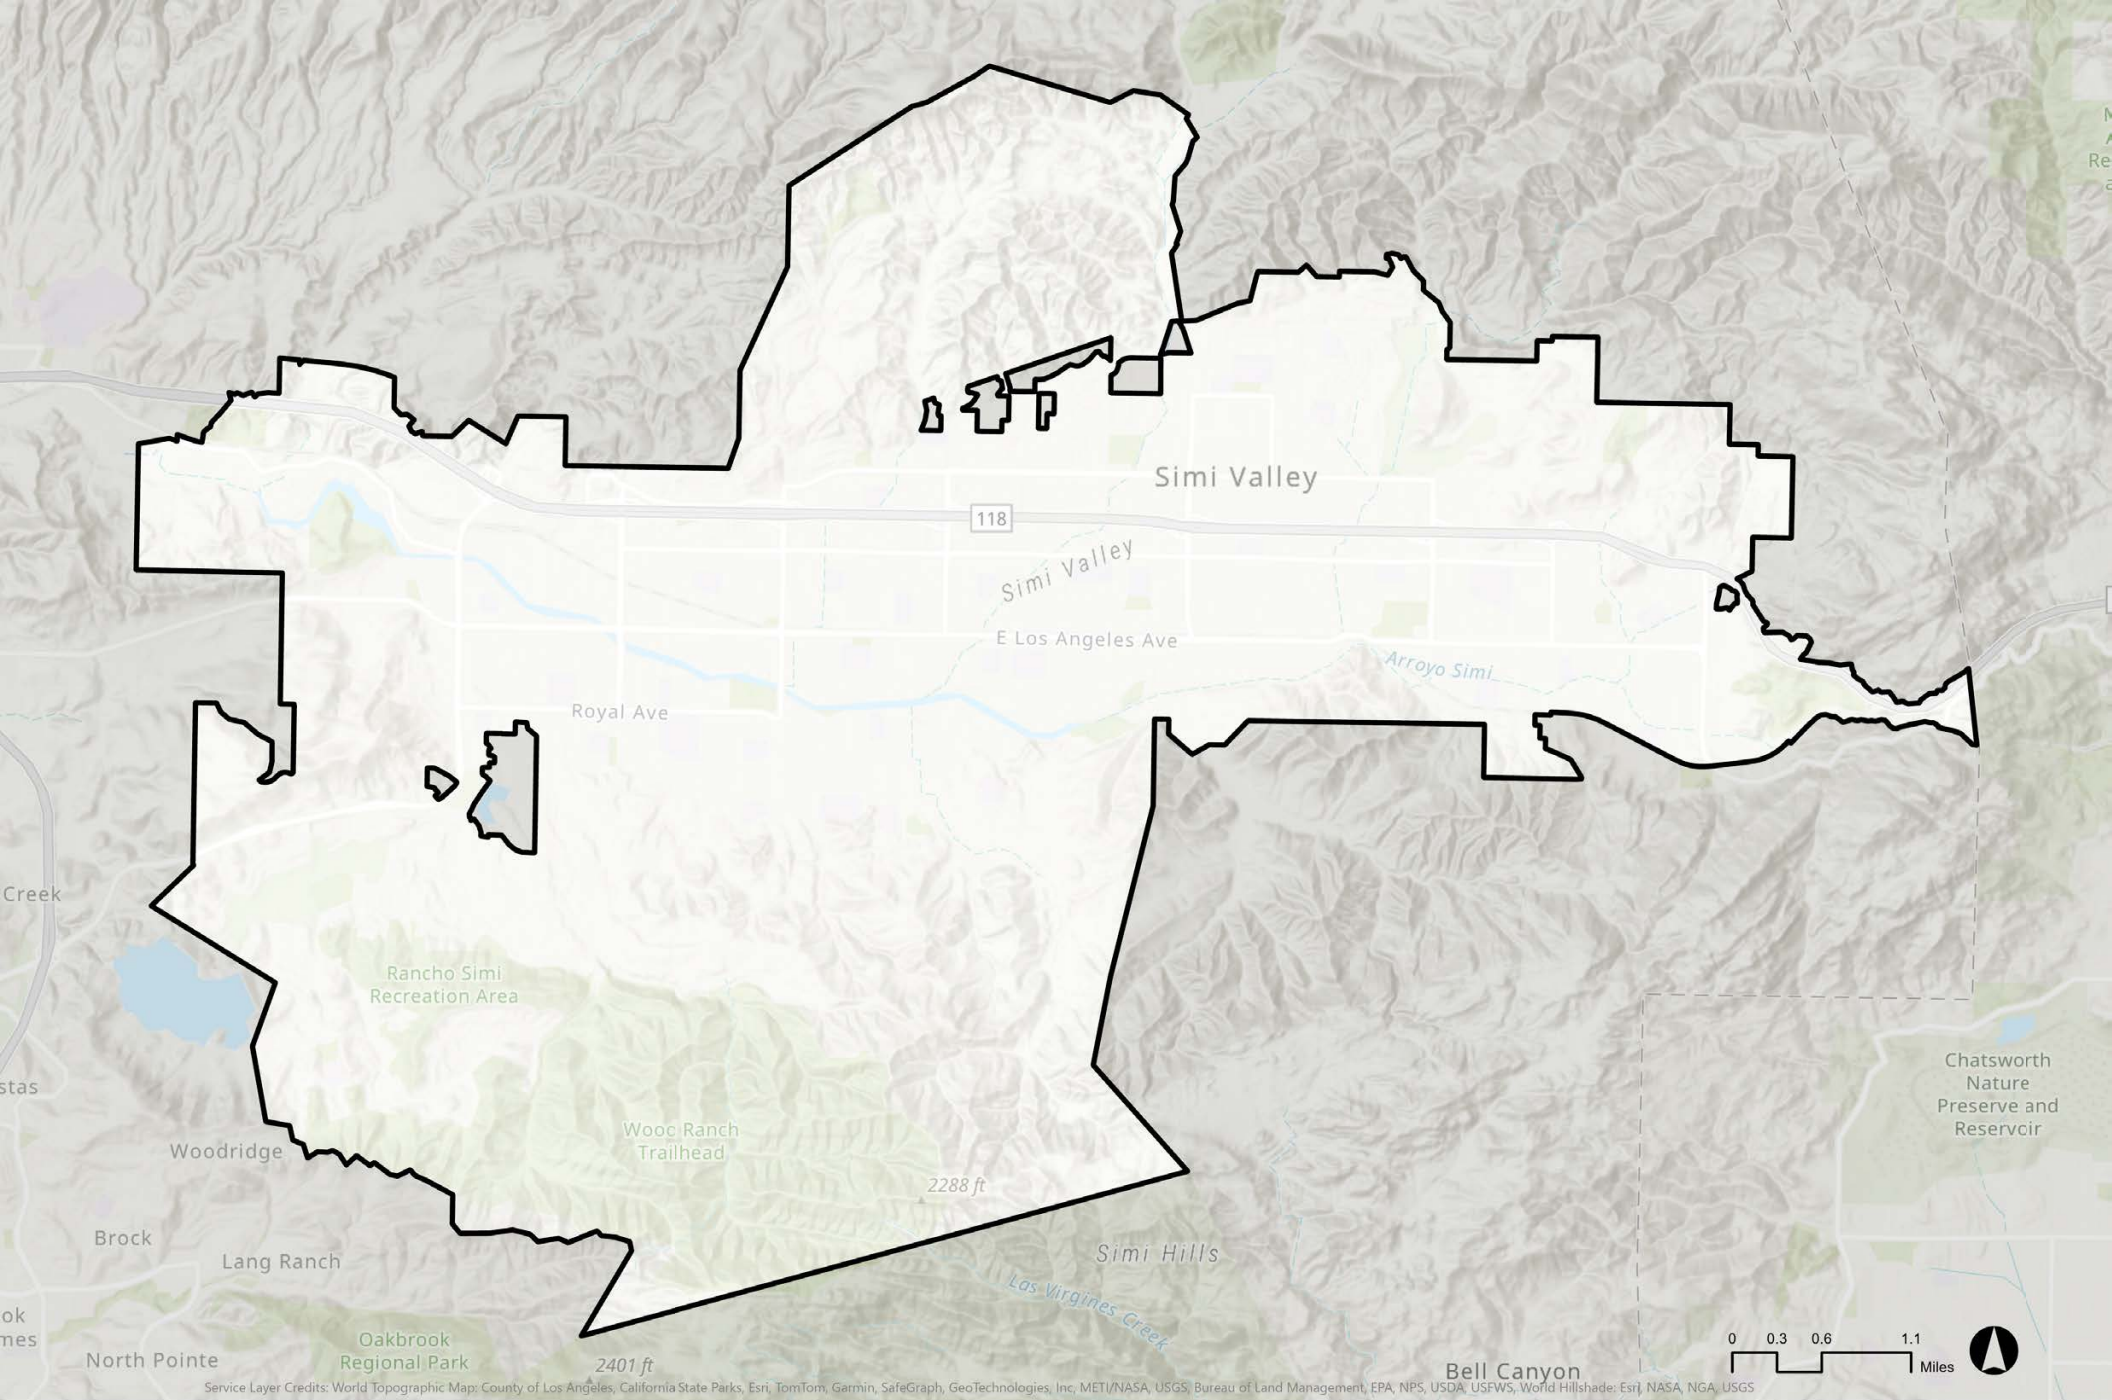 Simi Valley
118
Simi Valley
E Los Angeles Ave
Arroyo Simi
Royal Ave
Creek
Rancho Simi
Recreation Area
stas
Chatsworth
Nature
Preserve and
Reservoir
Wooc Ranch
Trailhead
Woodridge
2288 ft
Brock
Lang Ranch
Simi Hills
Las Virgines Creek
ok
mes
Oakbrook
Regional Park
North Pointe
2401 ft
Bell Canyon
0 0.3 0.6 1.1
Miles
M
A
Re
a
Service Layer Credits: World Topographic Map: County of Los Angeles, California State Parks, Esri, TomTom, Garmin, SafeGraph, GeoTechnologies, Inc, METI/NASA, USGS, Bureau of Land Management, EPA, NPS, USDA, USFWS, World Hillshade: Esri, NASA, NGA, USGS